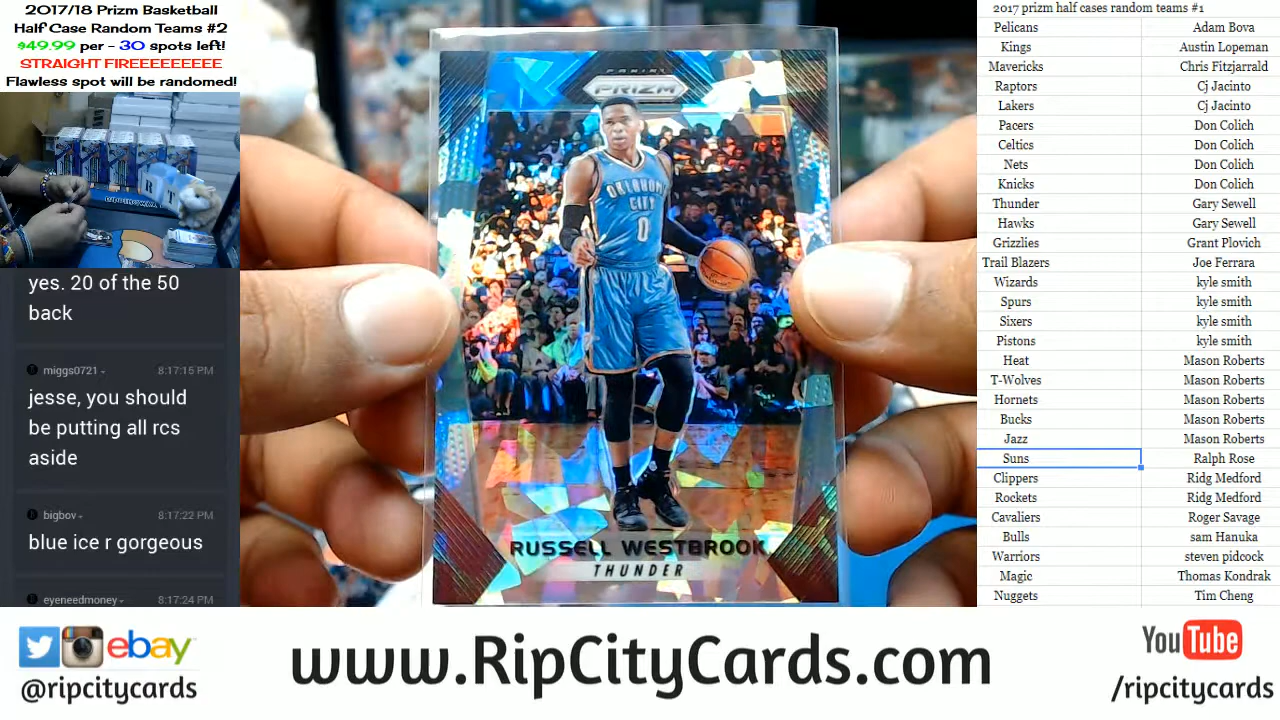 2017/18 Prizm Basketball
Half Case Random Teams #2
$49.99 per - 30 spots left!
STRAIGHT FIREEEEEEEEE
Flawless spot will be randomed!
yes. 20 of the 50
back
miggs0721 8:17:15 PM
jesse, you should
be putting all rcs
aside
bigbov 8:17:22 PM
blue ice r gorgeous
eyeneedmoney 8:17:24 PM
PANINI
PRIZM
OKLAHOMA
CITY
0
RUSSELL WESTBROOK
THUNDER
2017 prizm half cases random teams #1
Pelicans Adam Bova
Kings Austin Lopeman
Mavericks Chris Fitzjarrald
Raptors Cj Jacinto
Lakers Cj Jacinto
Pacers Don Colich
Celtics Don Colich
Nets Don Colich
Knicks Don Colich
Thunder Gary Sewell
Hawks Gary Sewell
Grizzlies Grant Plovich
Trail Blazers Joe Ferrara
Wizards kyle smith
Spurs kyle smith
Sixers kyle smith
Pistons kyle smith
Heat Mason Roberts
T-Wolves Mason Roberts
Hornets Mason Roberts
Bucks Mason Roberts
Jazz Mason Roberts
Suns Ralph Rose
Clippers Ridg Medford
Rockets Ridg Medford
Cavaliers Roger Savage
Bulls sam Hanuka
Warriors steven pidcock
Magic Thomas Kondrak
Nuggets Tim Cheng
ebay
@ripcitycards
www.RipCityCards.com
YouTube
/ripcitycards